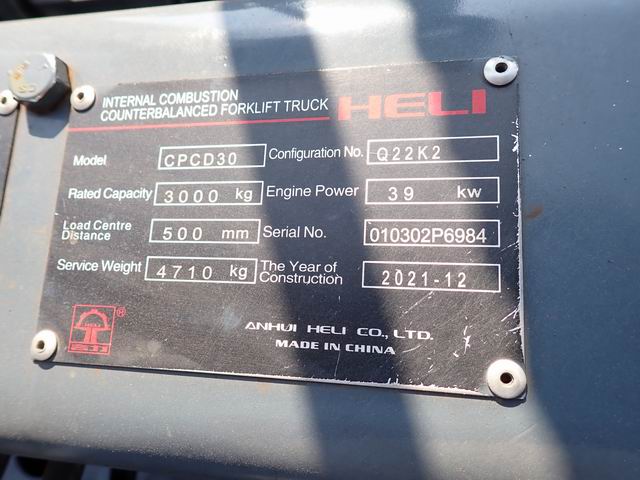 INTERNAL COMBUSTION
COUNTERBALANCED FORKLIFT TRUCK HELI
Model CPCD30 Configuration No. Q22K2
Rated Capacity 3000 kg Engine Power 39 kw
Load Centre Distance 500 mm Serial No. 010302P6984
Service Weight 4710 kg The Year of Construction 2021-12
ANHUI HELI CO., LTD.
MADE IN CHINA
®